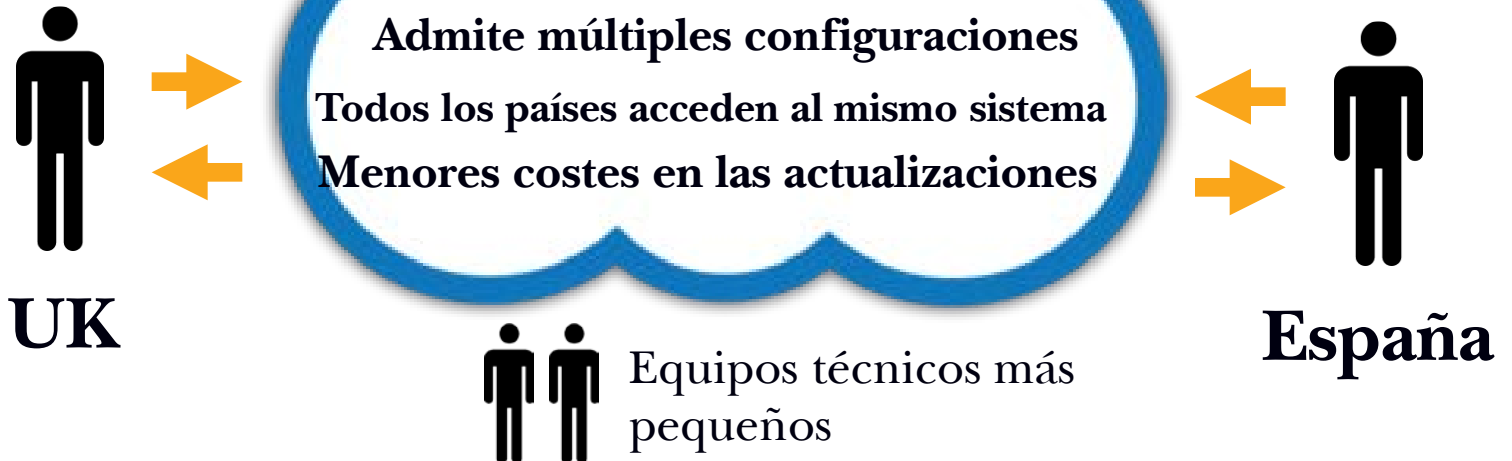 Admite múltiples configuraciones
Todos los países acceden al mismo sistema
Menores costes en las actualizaciones
UK
España
Equipos técnicos más
pequeños